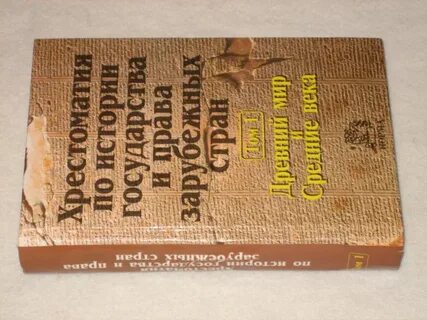 Хрестоматия
по истории
государства
и права
зарубежных
стран
Том 1
Древний мир
и
Средние века
НОРМА
Хрестоматия
по истории государства и права
зарубежных стран
Том 1